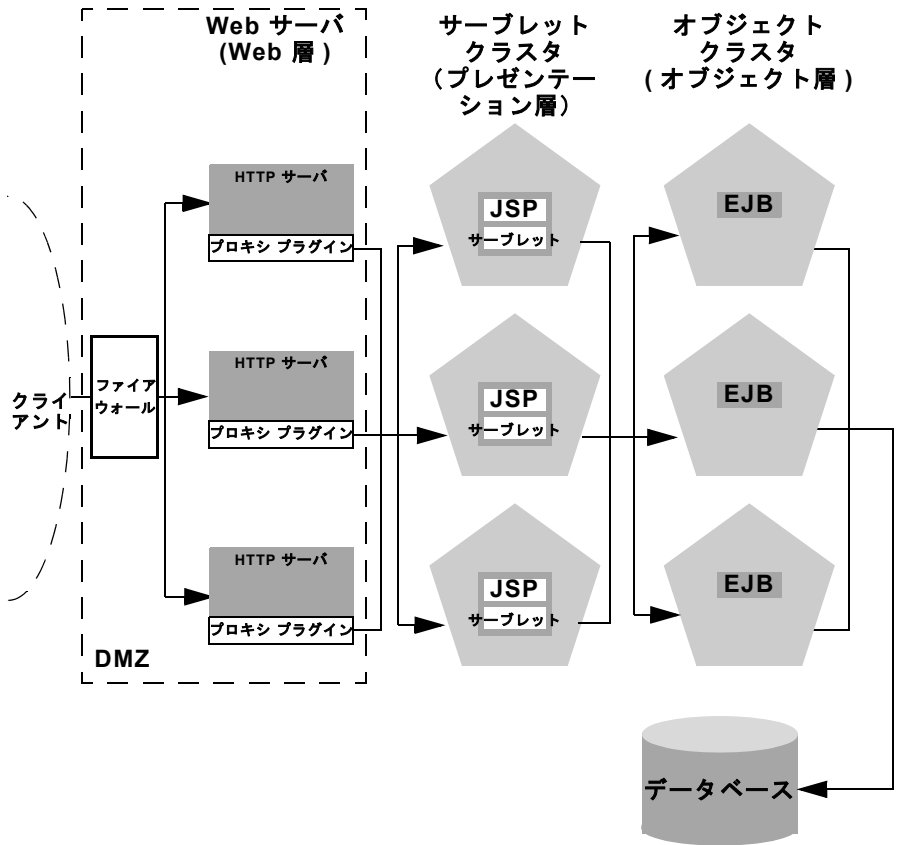 Web サーバ
(Web 層 )
サーブレット
クラスタ
（プレゼンテー
ション層）
オブジェクト
クラスタ
( オブジェクト層 )
HTTP サーバ
プロキシ プラグイン
JSP
サーブレット
EJB
クライ
アント
ファイア
ウォール
HTTP サーバ
プロキシ プラグイン
JSP
サーブレット
EJB
HTTP サーバ
プロキシ プラグイン
JSP
サーブレット
EJB
DMZ
データベース